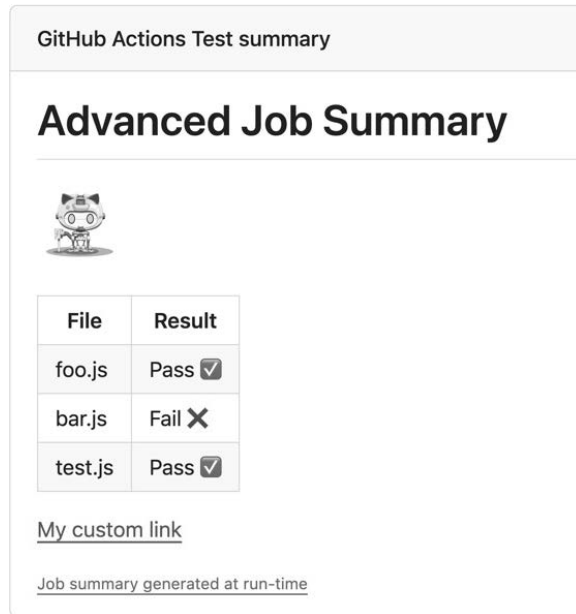 GitHub Actions Test summary
Advanced Job Summary
File Result
foo.js Pass ☑
bar.js Fail ❌
test.js Pass ☑
My custom link
Job summary generated at run-time